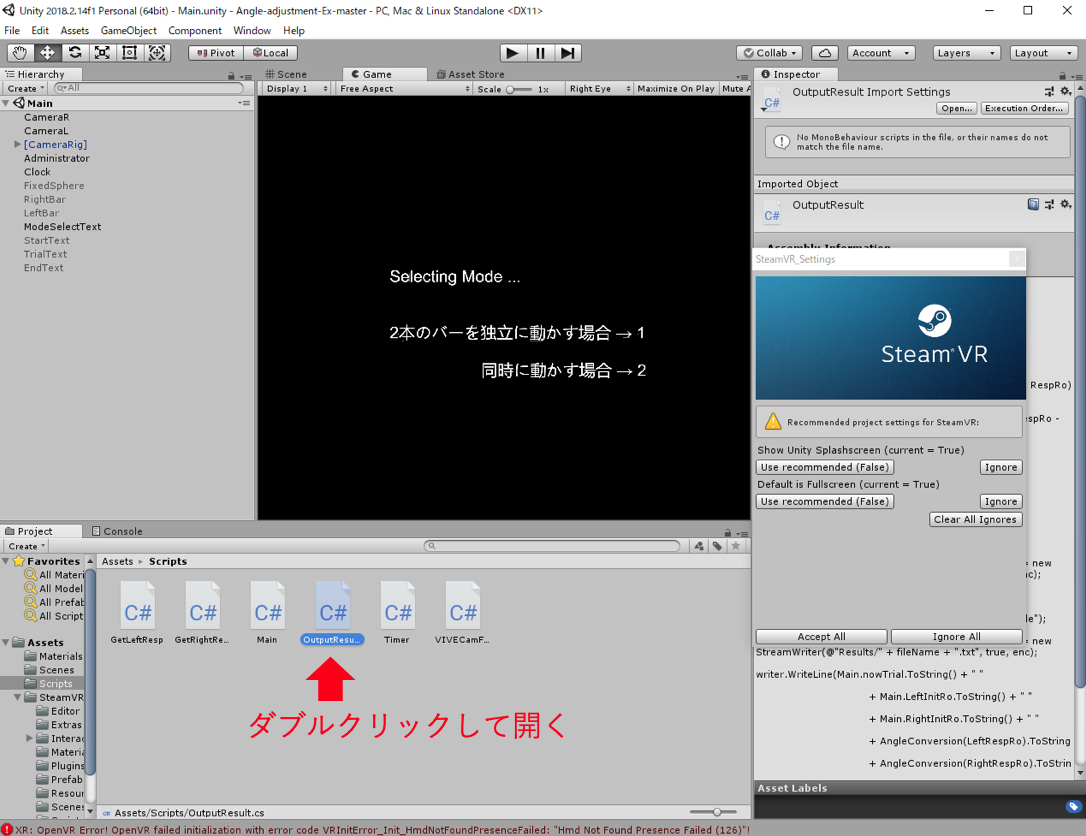 Unity 2018.2.14f1 Personal (64bit) - Main.unity - Angle-adjustment-Ex-master - PC, Mac & Linux Standalone <DX11>
File Edit Assets GameObject Component Window Help
Pivot Local Collab Account Layers Layout
Hierarchy
Create All
Main
CameraR
CameraL
[CameraRig]
Administrator
Clock
FixedSphere
RightBar
LeftBar
ModeSelectText
StartText
TrialText
EndText
Scene Game Asset Store
Display 1 Free Aspect Scale 1x Right Eye Maximize On Play Mute A
Selecting Mode ...
2本のバーを独立に動かす場合 → 1
同時に動かす場合 → 2
Inspector
OutputResult Import Settings
Open... Execution Order...
No MonoBehaviour scripts in the file, or their names do not
match the file name.
Imported Object
OutputResult
Assembly Information
SteamVR_Settings
Steam®VR
Recommended project settings for SteamVR:
Show Unity Splashscreen (current = True)
Use recommended (False) Ignore
Default is Fullscreen (current = True)
Use recommended (False) Ignore
Clear All Ignores
Accept All Ignore All
RespRo)
spRo -
= new
nc);
le");
= new
StreamWriter(@"Results/" + fileName + ".txt", true, enc);
writer.WriteLine(Main.nowTrial.ToString() + " "
+ Main.LeftInitRo.ToString() + " "
+ Main.RightInitRo.ToString() + " "
+ AngleConversion(LeftRespRo).ToString
+ AngleConversion(RightRespRo).ToStrin
Asset Labels
Project Console
Create
Favorites
All Materi
All Model
All Prefab
All Script
Assets
Materials
Scenes
Scripts
SteamVR
Editor
Extras
Interac
Materia
Plugins
Prefab
Resour
Scenes
Assets Scripts
GetLeftResp GetRightRe... Main OutputResu... Timer VIVECamF...
ダブルクリックして開く
Assets/Scripts/OutputResult.cs
XR: OpenVR Error! OpenVR failed initialization with error code VRInitError_Init_HmdNotFoundPresenceFailed: "Hmd Not Found Presence Failed (126)"!